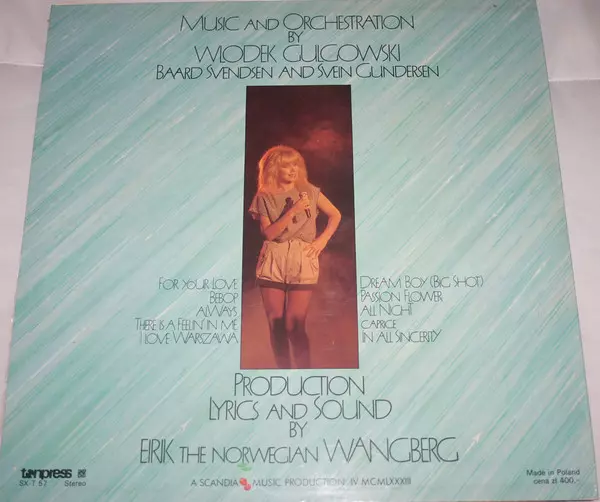 MUSIC AND ORCHESTRATION
BY
WLODEK GULGOWSKI
BAARD SVENDSEN AND SVEIN GUNDERSEN
FOR YOUR LOVE
BEBOP
ALWAYS
THERE IS A FEELIN' IN ME
I LOVE WARSZAWA
DREAM BOY (BIG SHOT)
PASSION FLOWER
ALL NIGHT
CAPRICE
IN ALL SINCERITY
PRODUCTION
LYRICS AND SOUND
BY
EIRIK THE NORWEGIAN WANGBERG
A SCANDIA MUSIC PRODUCTION IV MCMLXXXIII
tonpress
SX-T 57 Stereo
Made in Poland
cena zł 400.-